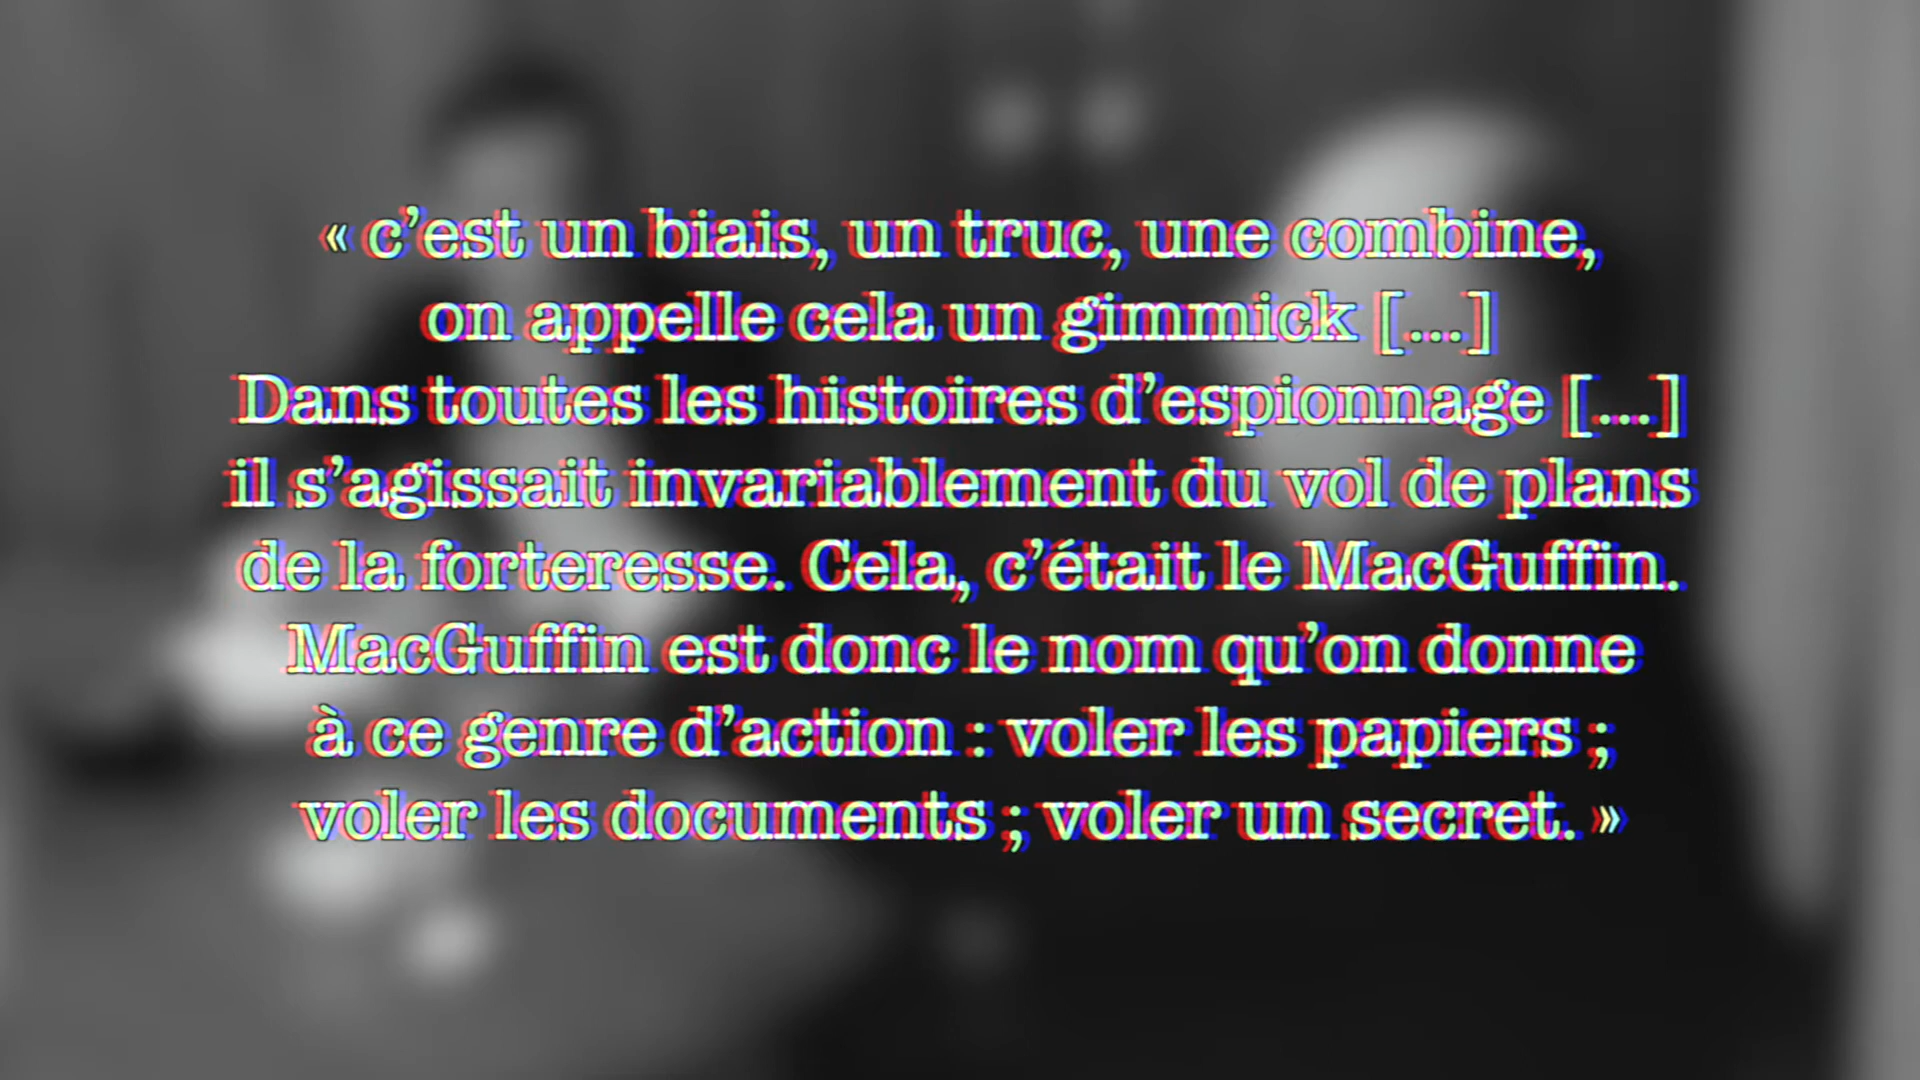 « c’est un biais, un truc, une combine,
on appelle cela un gimmick [...]
Dans toutes les histoires d’espionnage [...]
il s’agissait invariablement du vol de plans
de la forteresse. Cela, c’était le MacGuffin.
MacGuffin est donc le nom qu’on donne
à ce genre d’action : voler les papiers ;
voler les documents ; voler un secret. »